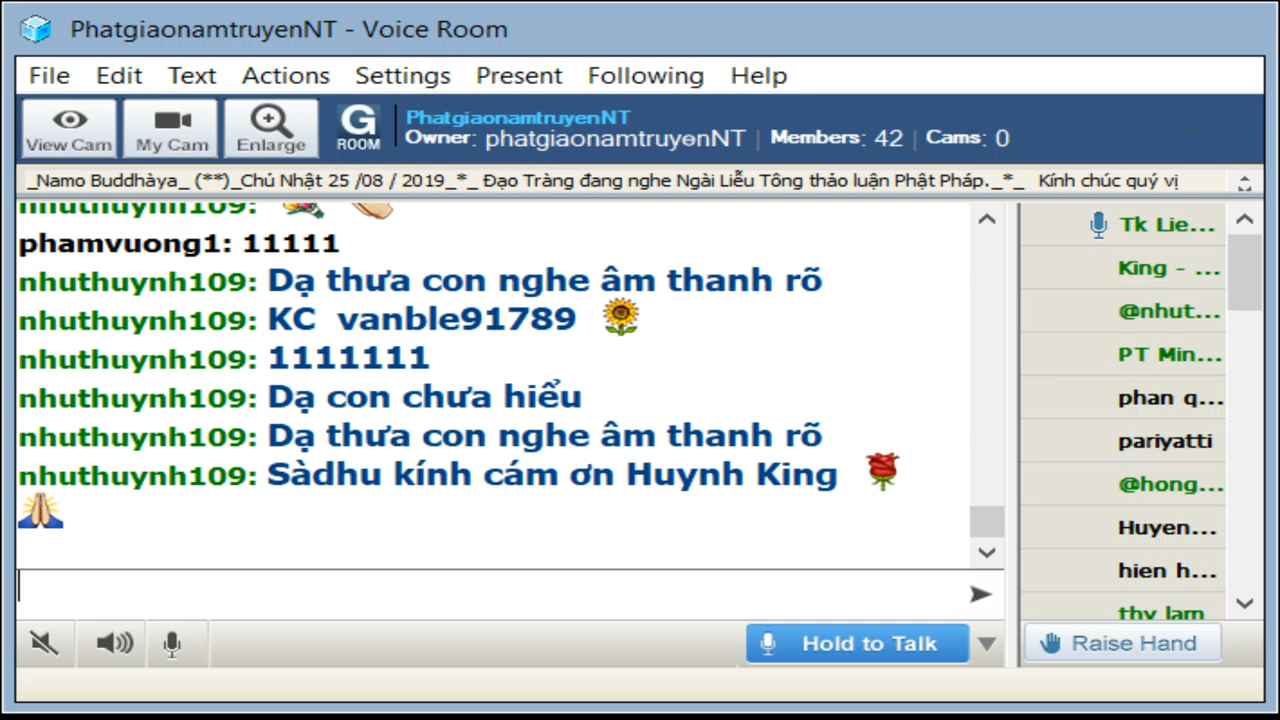 PhatgiaonamtruyenNT - Voice Room
File Edit Text Actions Settings Present Following Help
View Cam My Cam Enlarge G ROOM
PhatgiaonamtruyenNT
Owner: phatgiaonamtruyenNT | Members: 42 | Cams: 0
_Namo Buddhàya_ (**)_Chủ Nhật 25 /08 / 2019_*_ Đạo Tràng đang nghe Ngài Liễu Tông thảo luận Phật Pháp._*_ Kính chúc quý vị
nhuthuynh109:
phamvuong1: 11111
nhuthuynh109: Dạ thưa con nghe âm thanh rõ
nhuthuynh109: KC vanble91789
nhuthuynh109: 1111111
nhuthuynh109: Dạ con chưa hiểu
nhuthuynh109: Dạ thưa con nghe âm thanh rõ
nhuthuynh109: Sàdhu kính cám ơn Huynh King
Tk Lie...
King - ...
@nhut...
PT Min...
phan q...
pariyatti
@hong...
Huyen...
hien h...
thy lam
Hold to Talk
Raise Hand